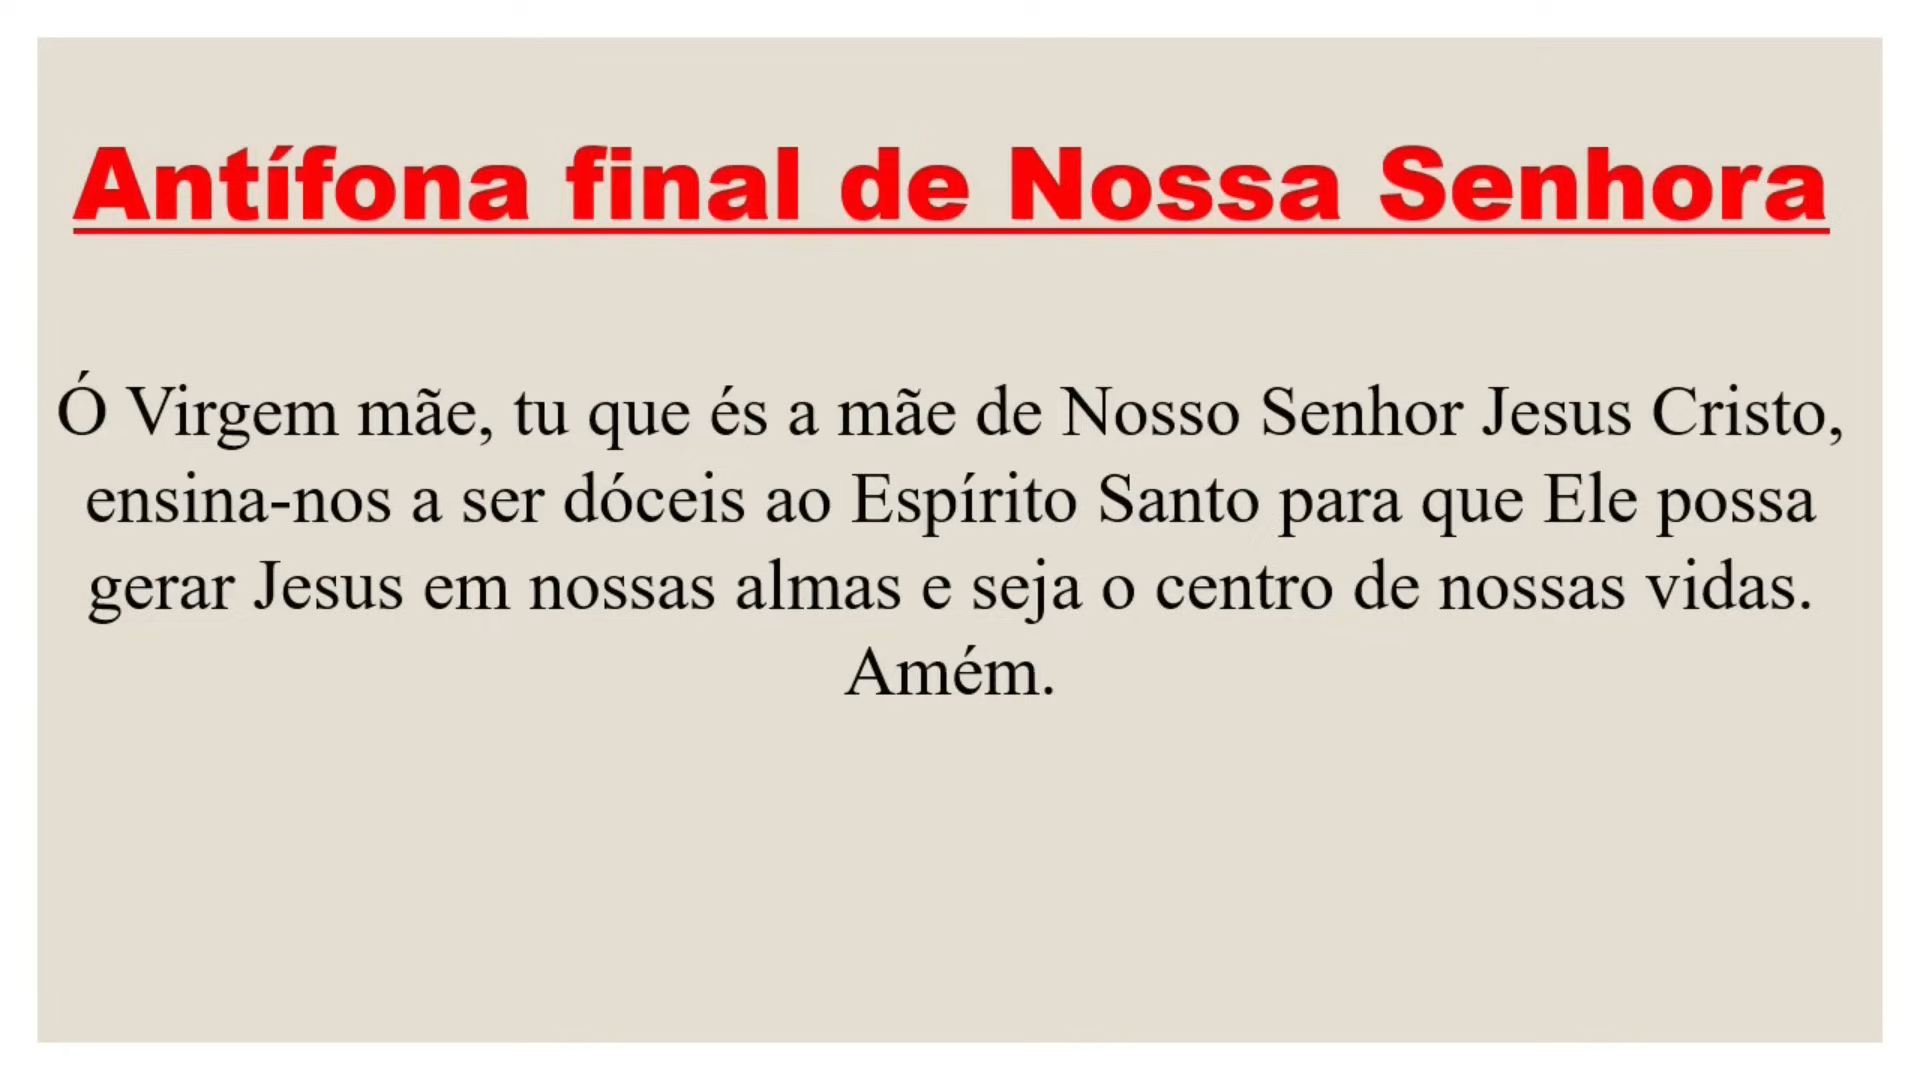 Antífona final de Nossa Senhora
Ó Virgem mãe, tu que és a mãe de Nosso Senhor Jesus Cristo,
ensina-nos a ser dóceis ao Espírito Santo para que Ele possa
gerar Jesus em nossas almas e seja o centro de nossas vidas.
Amém.